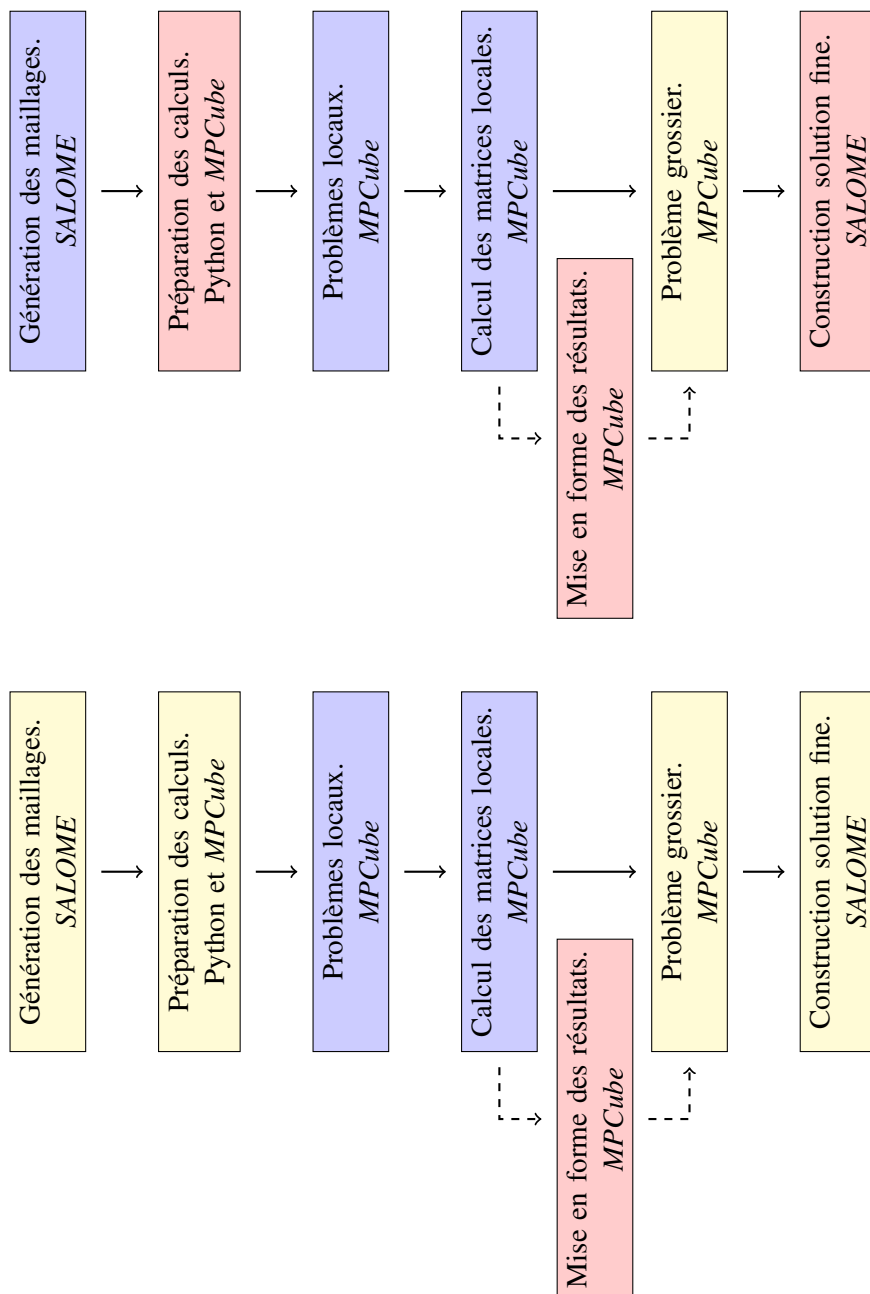 Génération des maillages.
SALOME
Préparation des calculs.
Python et MPCube
Problèmes locaux.
MPCube
Calcul des matrices locales.
MPCube
Mise en forme des résultats.
MPCube
Problème grossier.
MPCube
Construction solution fine.
SALOME
Génération des maillages.
SALOME
Préparation des calculs.
Python et MPCube
Problèmes locaux.
MPCube
Calcul des matrices locales.
MPCube
Mise en forme des résultats.
MPCube
Problème grossier.
MPCube
Construction solution fine.
SALOME